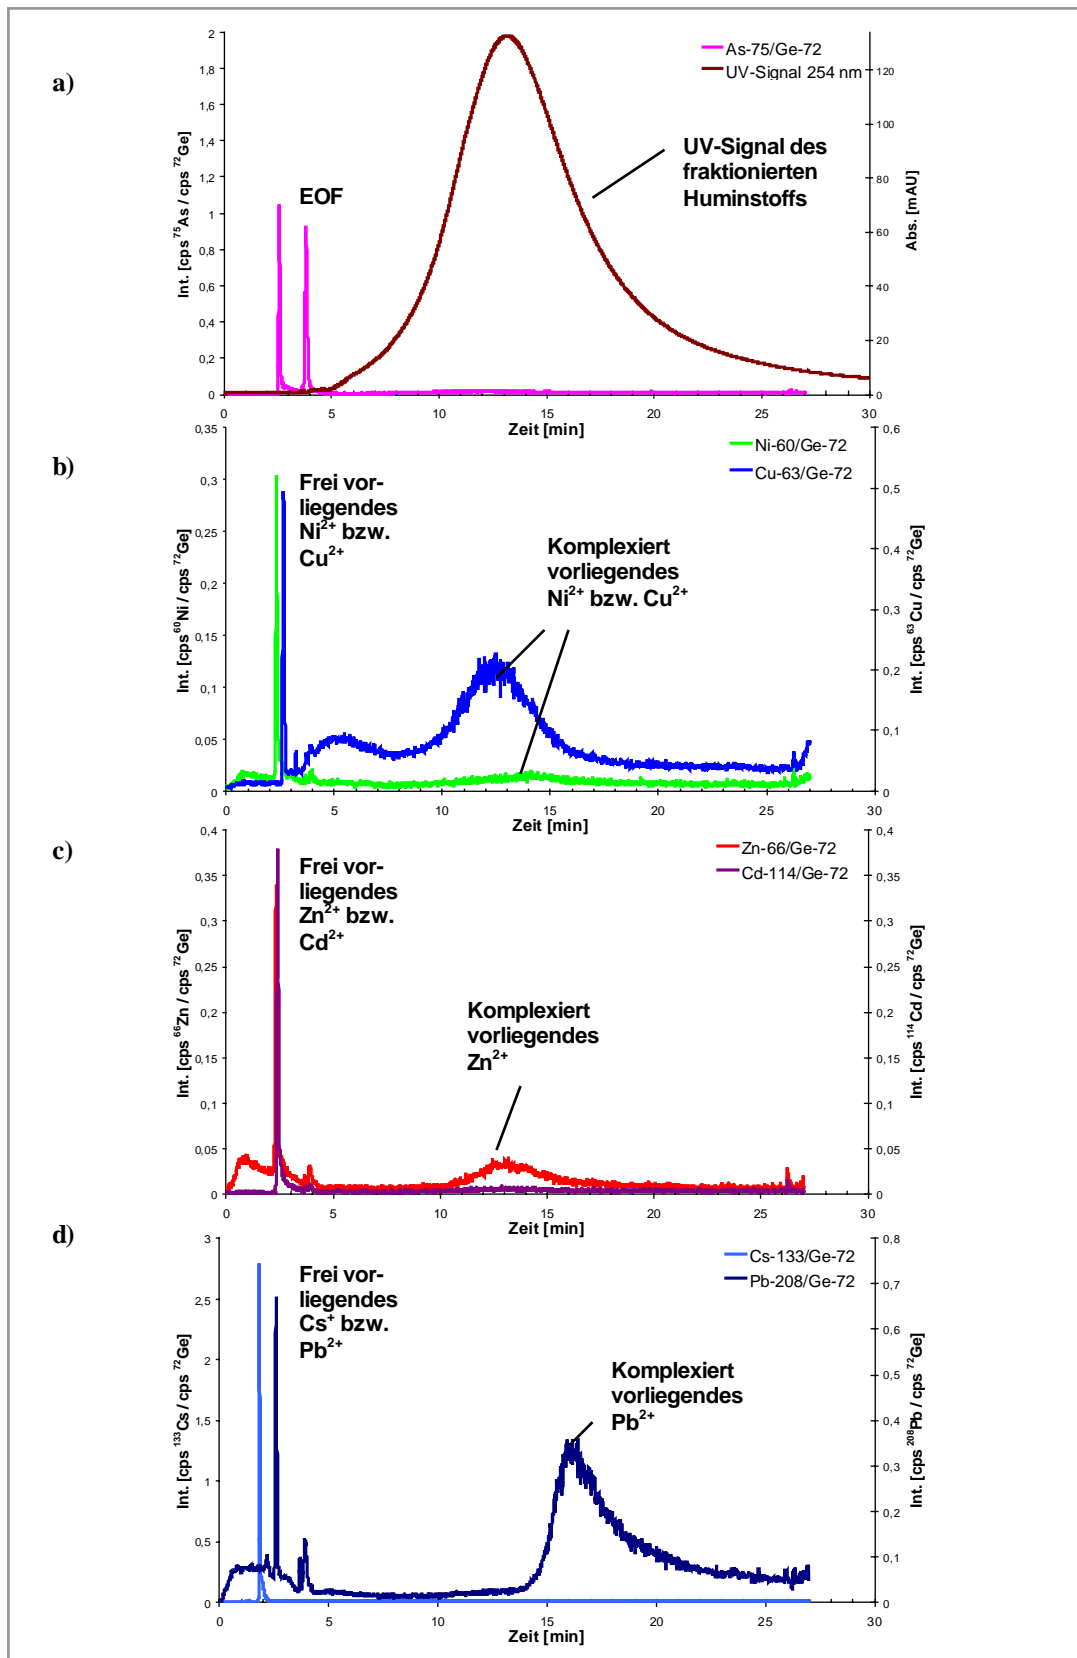 a)
Int. [cps ⁷⁵As / cps ⁷²Ge]
2
1,8
1,6
1,4
1,2
1
0,8
0,6
0,4
0,2
0
As-75/Ge-72
UV-Signal 254 nm
EOF
UV-Signal des
fraktionierten
Huminstoffs
120
100
80
60
40
20
0
Abs. [mAU]
0 5 10 15 20 25 30
Zeit [min]
b)
Int. [cps ⁶⁰Ni / cps ⁷²Ge]
0,35
0,3
0,25
0,2
0,15
0,1
0,05
0
Ni-60/Ge-72
Cu-63/Ge-72
Frei vor-
liegendes
Ni²⁺ bzw.
Cu²⁺
Komplexiert
vorliegendes
Ni²⁺ bzw. Cu²⁺
0,6
0,5
0,4
0,3
0,2
0,1
0
Int. [cps ⁶³Cu / cps ⁷²Ge]
0 5 10 15 20 25 30
Zeit [min]
c)
Int. [cps ⁶⁶Zn / cps ⁷²Ge]
0,4
0,35
0,3
0,25
0,2
0,15
0,1
0,05
0
Zn-66/Ge-72
Cd-114/Ge-72
Frei vor-
liegendes
Zn²⁺ bzw.
Cd²⁺
Komplexiert
vorliegendes
Zn²⁺
0,4
0,35
0,3
0,25
0,2
0,15
0,1
0,05
0
Int. [cps ¹¹⁴Cd / cps ⁷²Ge]
0 5 10 15 20 25 30
Zeit [min]
d)
Int. [cps ¹³³Cs / cps ⁷²Ge]
3
2,5
2
1,5
1
0,5
0
Cs-133/Ge-72
Pb-208/Ge-72
Frei vor-
liegendes
Cs⁺ bzw.
Pb²⁺
Komplexiert
vorliegendes
Pb²⁺
0,8
0,7
0,6
0,5
0,4
0,3
0,2
0,1
0
Int. [cps ²⁰⁸Pb / cps ⁷²Ge]
0 5 10 15 20 25 30
Zeit [min]